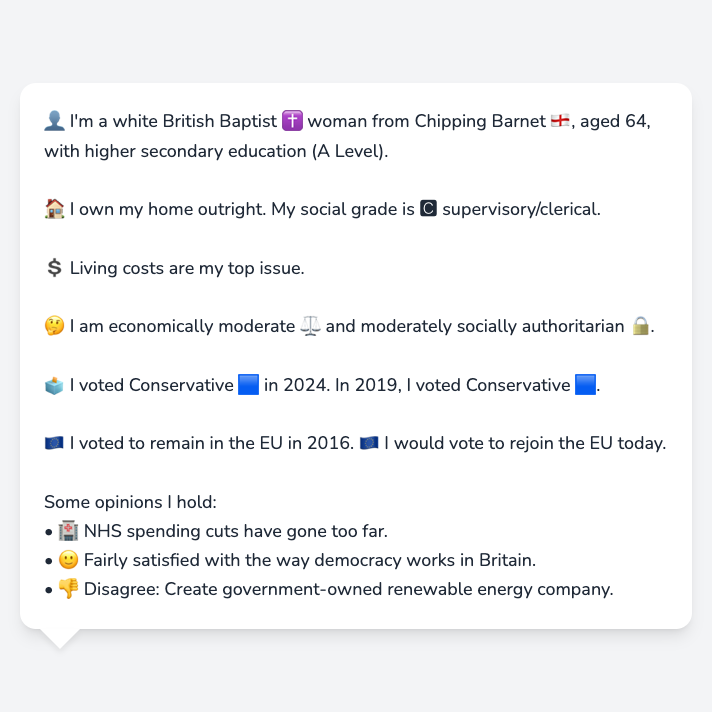 👤 I'm a white British Baptist ✝️ woman from Chipping Barnet 🏴󠁧󠁢󠁥󠁮󠁧󠁿, aged 64,
with higher secondary education (A Level).
🏠 I own my home outright. My social grade is 🅲 supervisory/clerical.
💲 Living costs are my top issue.
🤔 I am economically moderate ⚖️ and moderately socially authoritarian 🔒.
🗳️ I voted Conservative 🟦 in 2024. In 2019, I voted Conservative 🟦.
🇪🇺 I voted to remain in the EU in 2016. 🇪🇺 I would vote to rejoin the EU today.
Some opinions I hold:
• 🏥 NHS spending cuts have gone too far.
• 🙂 Fairly satisfied with the way democracy works in Britain.
• 👎 Disagree: Create government-owned renewable energy company.